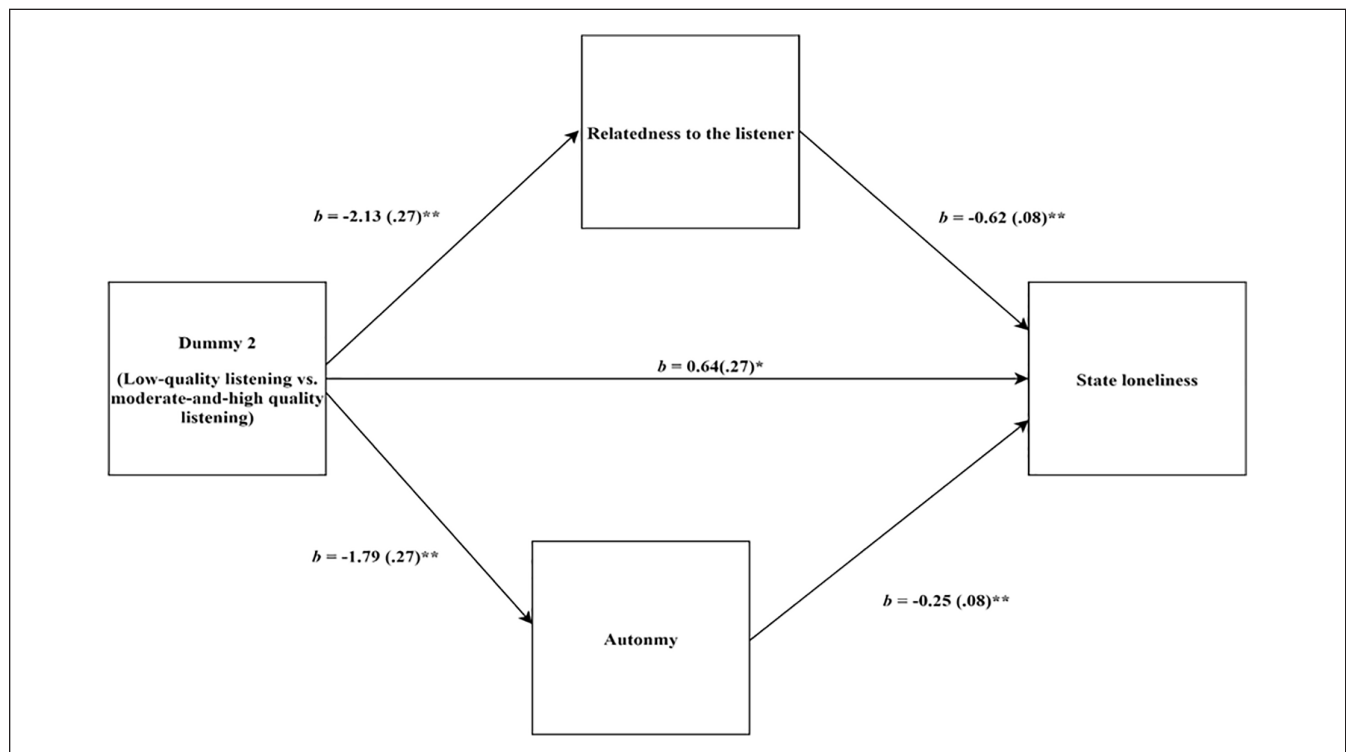 Relatedness to the listener
b = -2.13 (.27)**
b = -0.62 (.08)**
Dummy 2
(Low-quality listening vs.
moderate-and-high quality
listening)
b = 0.64(.27)*
State loneliness
b = -1.79 (.27)**
b = -0.25 (.08)**
Autonmy